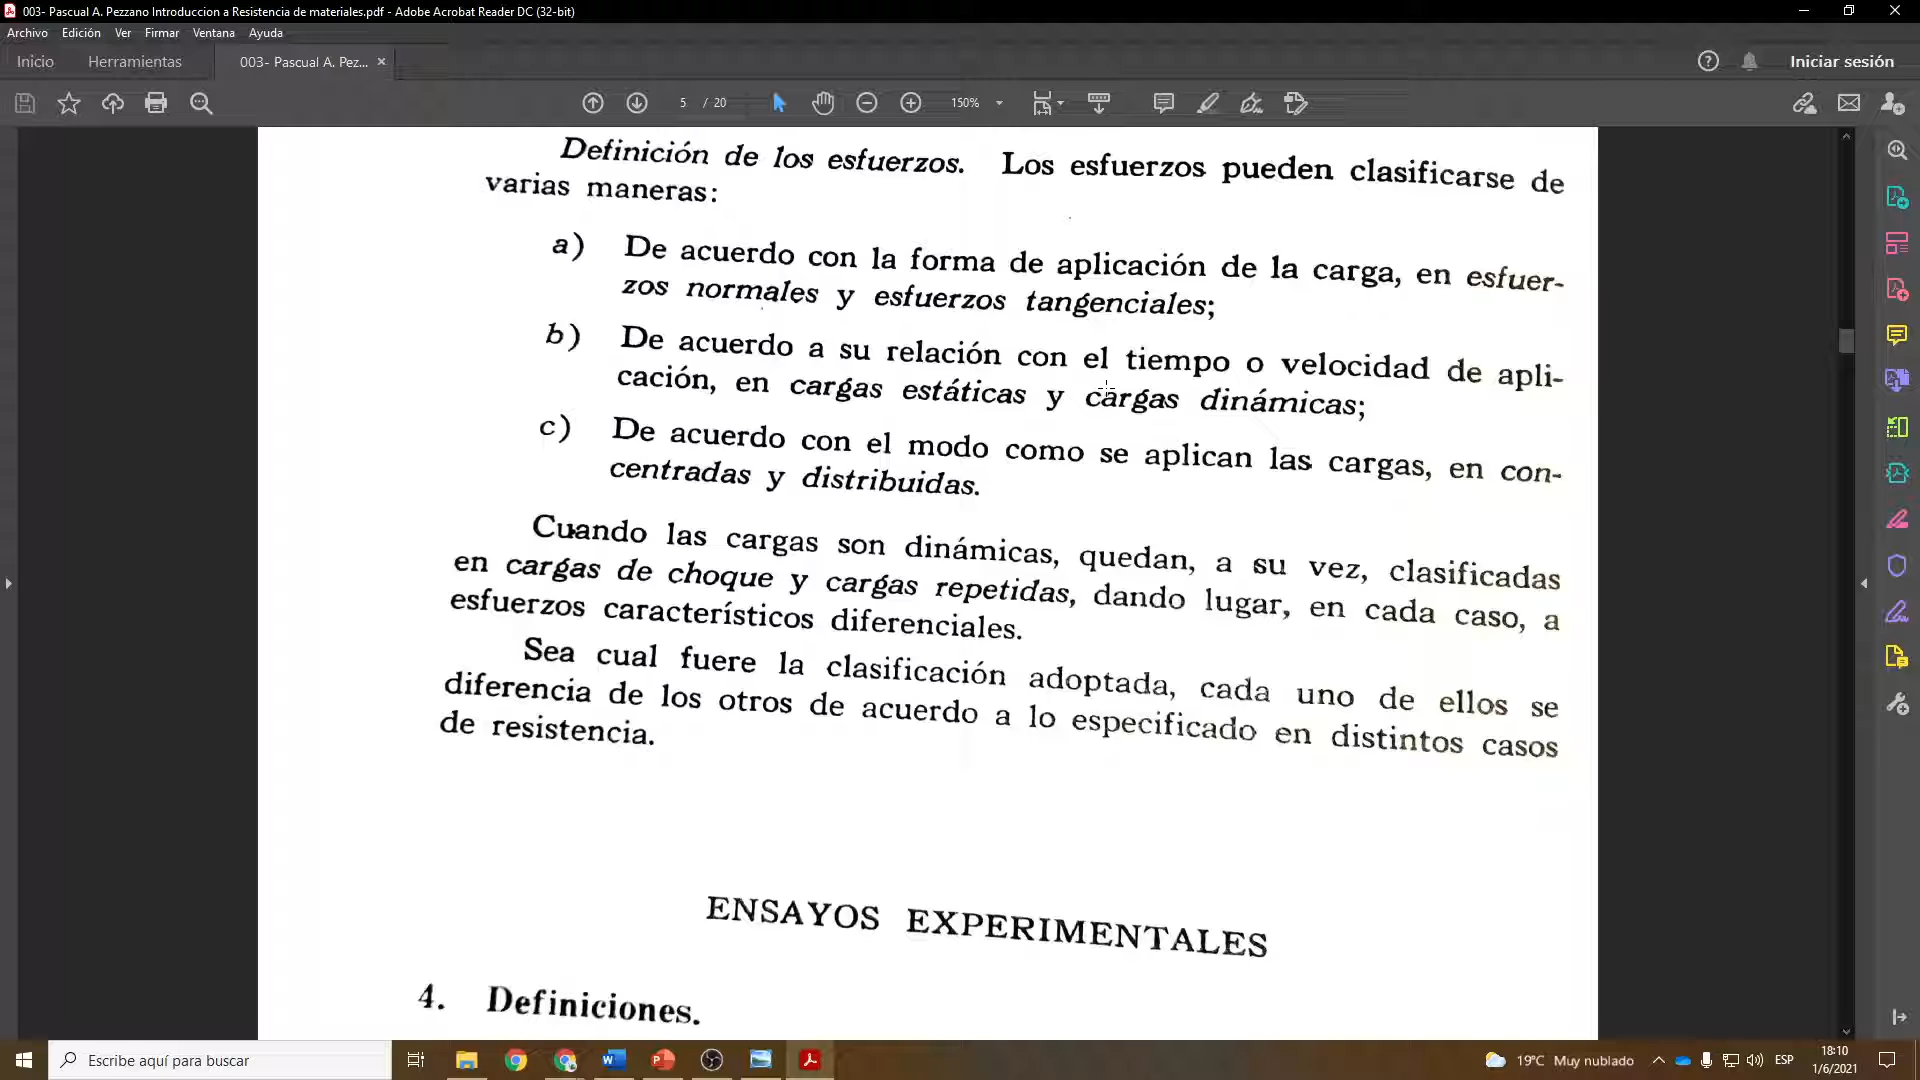 003- Pascual A. Pezzano Introduccion a Resistencia de materiales.pdf - Adobe Acrobat Reader DC (32-bit)
Archivo Edición Ver Firmar Ventana Ayuda
Inicio Herramientas 003- Pascual A. Pez... × Iniciar sesión
5 / 20 150%
Definición de los esfuerzos. Los esfuerzos pueden clasificarse de
varias maneras:
a) De acuerdo con la forma de aplicación de la carga, en esfuer-
zos normales y esfuerzos tangenciales;
b) De acuerdo a su relación con el tiempo o velocidad de apli-
cación, en cargas estáticas y cargas dinámicas;
c) De acuerdo con el modo como se aplican las cargas, en con-
centradas y distribuidas.
Cuando las cargas son dinámicas, quedan, a su vez, clasificadas
en cargas de choque y cargas repetidas, dando lugar, en cada caso, a
esfuerzos característicos diferenciales.
Sea cual fuere la clasificación adoptada, cada uno de ellos se
diferencia de los otros de acuerdo a lo especificado en distintos casos
de resistencia.
ENSAYOS EXPERIMENTALES
4. Definiciones.
Escribe aquí para buscar
19°C Muy nublado ESP 18:10
1/6/2021